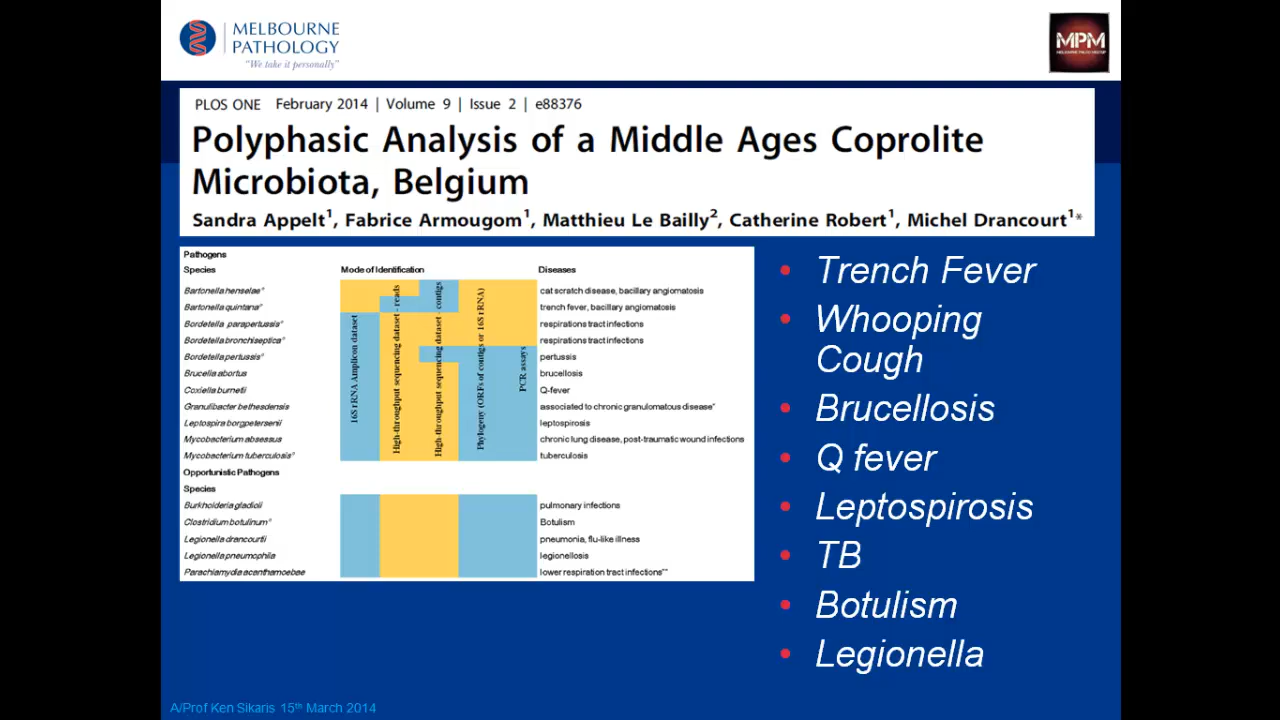 MELBOURNE
PATHOLOGY
"We take it personally"
MPM
PLOS ONE February 2014 | Volume 9 | Issue 2 | e88376
Polyphasic Analysis of a Middle Ages Coprolite
Microbiota, Belgium
Sandra Appelt1, Fabrice Armougom1, Matthieu Le Bailly2, Catherine Robert1, Michel Drancourt1*
Pathogens
Species Mode of Identification Diseases
Bartonella henselae° cat scratch disease, bacillary angiomatosis
Bartonella quintana° trench fever, bacillary angiomatosis
Bordetella parapertussis° respirations tract infections
Bordetella bronchiseptica° respirations tract infections
Bordetella pertussis° pertussis
Brucella abortus brucellosis
Coxiella burnetii Q-fever
Granulibacter bethesdensis associated to chronic granulomatous disease*
Leptospira borgpetersenii leptospirosis
Mycobacterium absessus chronic lung disease, post-traumatic wound infections
Mycobacterium tuberculosis° tuberculosis
16S rRNA Amplicon dataset
High-throughput sequencing dataset - reads
High-throughput sequencing dataset - contigs
Phylogeny (ORFs of contigs or 16S rRNA)
PCR assays
Opportunistic Pathogens
Species
Burkholderia gladioli pulmonary infections
Clostridium botulinum° Botulism
Legionella drancourtii pneumonia, flu-like illness
Legionella pneumophila legionellosis
Parachlamydia acanthamoebae lower respiration tract infections**
• Trench Fever
• Whooping
Cough
• Brucellosis
• Q fever
• Leptospirosis
• TB
• Botulism
• Legionella
A/Prof Ken Sikaris 15th March 2014